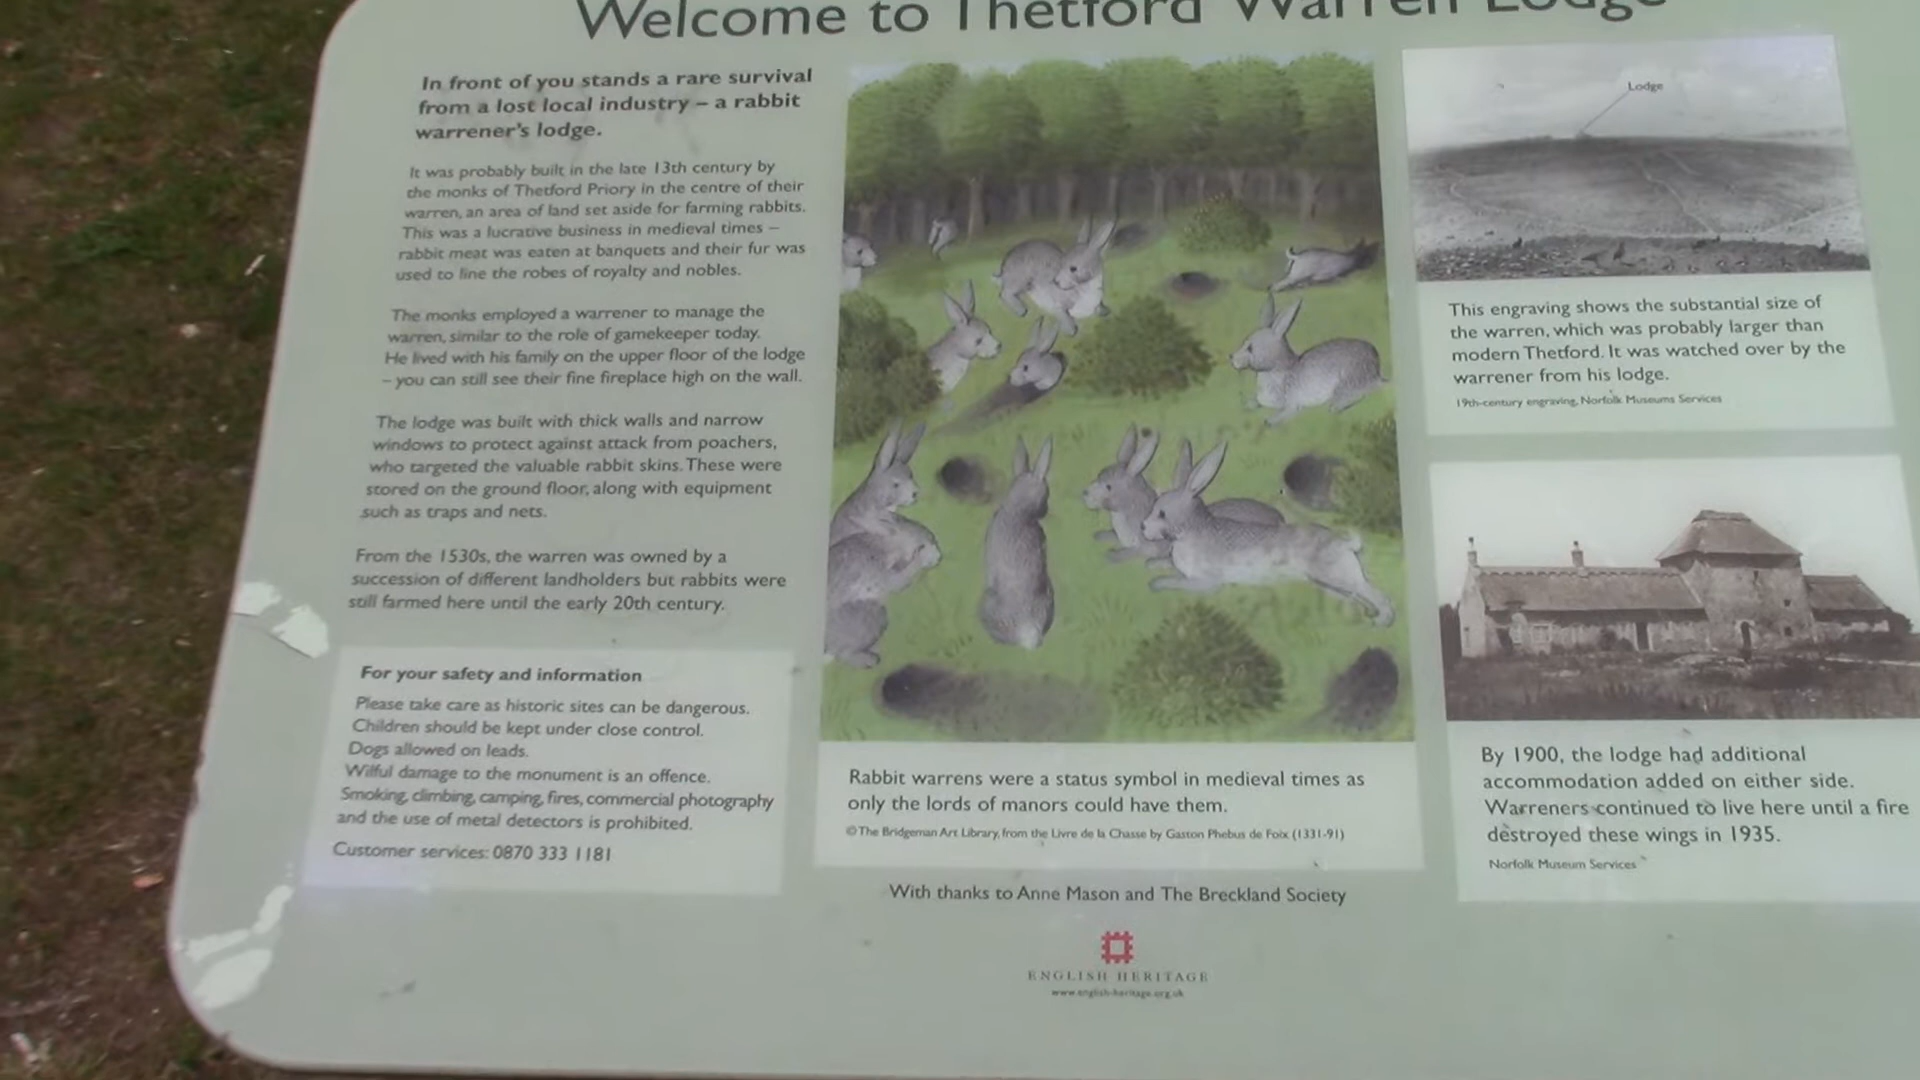 Welcome to Thetford Warren Lodge
In front of you stands a rare survival
from a lost local industry – a rabbit
warrener's lodge.
It was probably built in the late 13th century by
the monks of Thetford Priory in the centre of their
warren, an area of land set aside for farming rabbits.
This was a lucrative business in medieval times –
rabbit meat was eaten at banquets and their fur was
used to line the robes of royalty and nobles.
The monks employed a warrener to manage the
warren, similar to the role of gamekeeper today.
He lived with his family on the upper floor of the lodge
– you can still see their fine fireplace high on the wall.
The lodge was built with thick walls and narrow
windows to protect against attack from poachers,
who targeted the valuable rabbit skins. These were
stored on the ground floor, along with equipment
such as traps and nets.
From the 1530s, the warren was owned by a
succession of different landholders but rabbits were
still farmed here until the early 20th century.
For your safety and information
Please take care as historic sites can be dangerous.
Children should be kept under close control.
Dogs allowed on leads.
Wilful damage to the monument is an offence.
Smoking, climbing, camping, fires, commercial photography
and the use of metal detectors is prohibited.
Customer services: 0870 333 1181
Rabbit warrens were a status symbol in medieval times as
only the lords of manors could have them.
© The Bridgeman Art Library, from the Livre de la Chasse by Gaston Phebus de Foix (1331-91)
With thanks to Anne Mason and The Breckland Society
ENGLISH HERITAGE
www.english-heritage.org.uk
Lodge
This engraving shows the substantial size of
the warren, which was probably larger than
modern Thetford. It was watched over by the
warrener from his lodge.
19th-century engraving, Norfolk Museums Services
By 1900, the lodge had additional
accommodation added on either side.
Warreners continued to live here until a fire
destroyed these wings in 1935.
Norfolk Museum Services